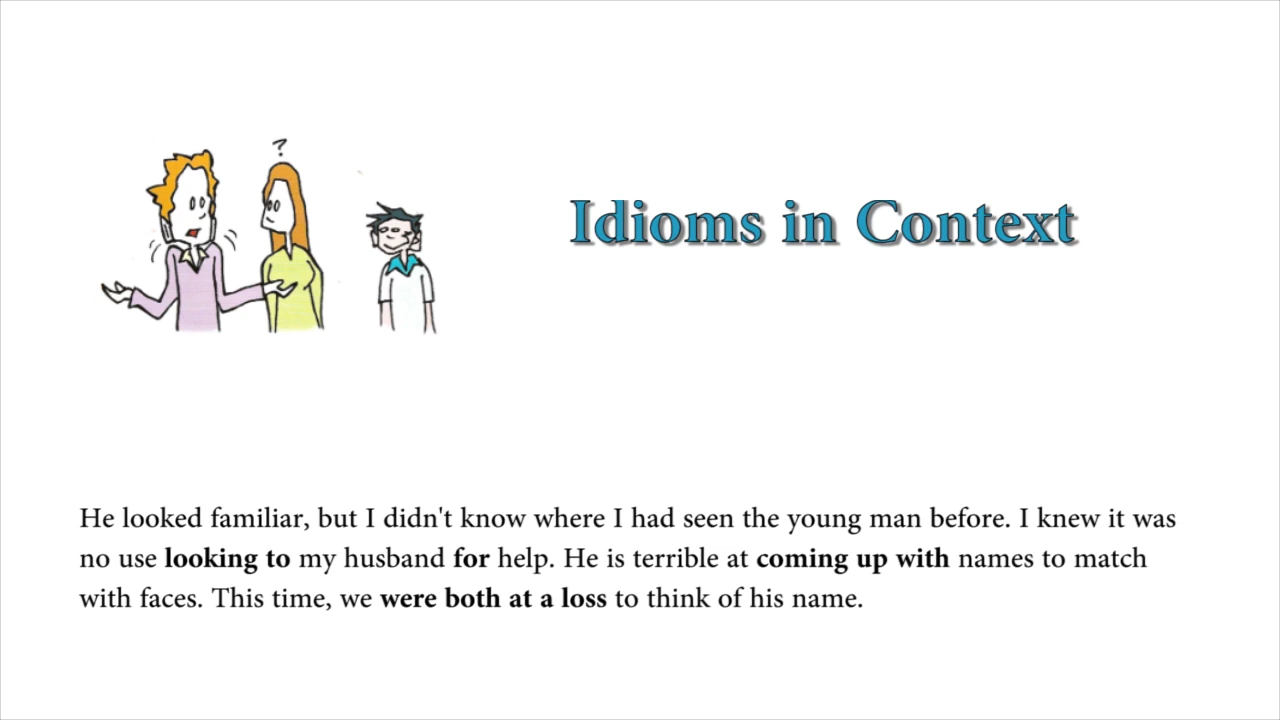 ?
Idioms in Context
He looked familiar, but I didn't know where I had seen the young man before. I knew it was
no use looking to my husband for help. He is terrible at coming up with names to match
with faces. This time, we were both at a loss to think of his name.